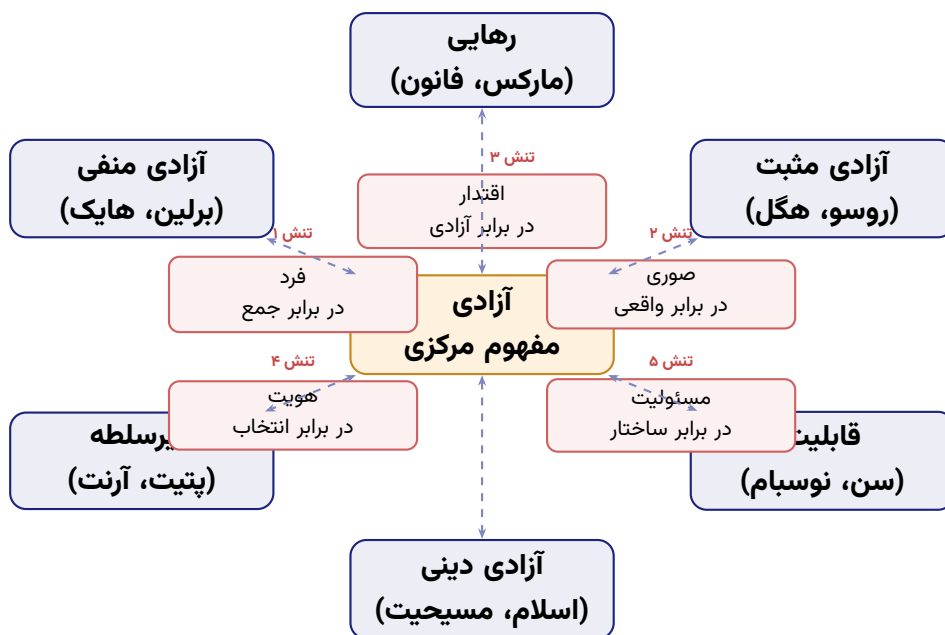 رهایی
(مارکس، فانون)
آزادی مثبت
(روسو، هگل)
آزادی منفی
(برلین، هایک)
تنش ۳
اقتدار
در برابر آزادی
تنش ۲
صوری
در برابر واقعی
تنش ۱
فرد
در برابر جمع
آزادی
مفهوم مرکزی
تنش ۵
مسئولیت
در برابر ساختار
تنش ۴
هویت
در برابر انتخاب
قابلیت
(سن، نوسبام)
(پتیت، آرنت)
آزادی دینی
(اسلام، مسیحیت)